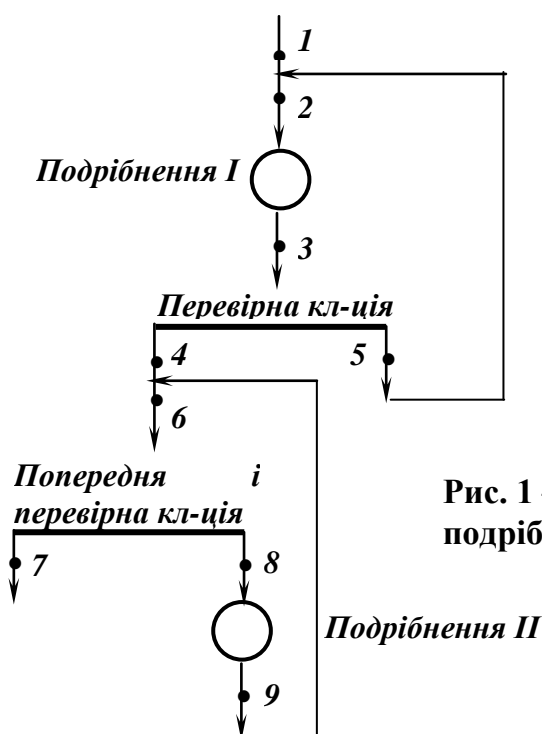 1
2
Подрібнення I
3
Перевірна кл-ція
4
5
6
Попередня і
перевірна кл-ція
Рис. 1
подріб
7
8
Подрібнення II
9